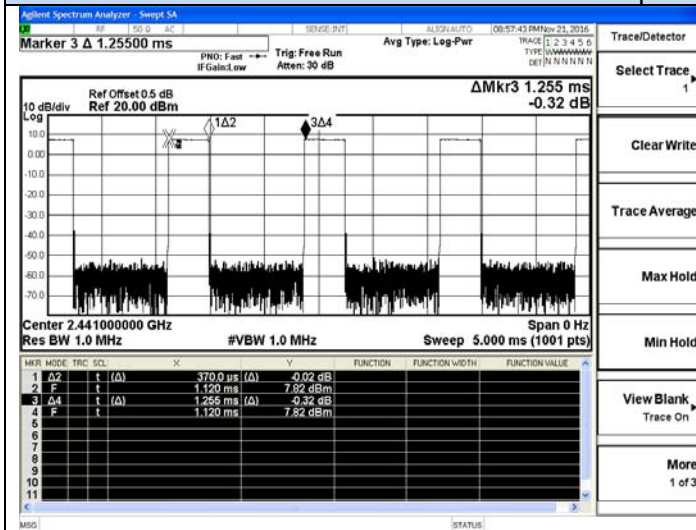 Agilent Spectrum Analyzer - Swept SA
RF 50 Ω AC SENSE:INT ALIGN AUTO 08:57:43 PM Nov 21, 2016
Marker 3 Δ 1.25500 ms
PNO: Fast
IFGain:Low
Trig: Free Run
Atten: 30 dB
Avg Type: Log-Pwr
TRACE 1 2 3 4 5 6
TYPE
DET N N N N N N
Ref Offset 0.5 dB
10 dB/div Ref 20.00 dBm
Log
ΔMkr3 1.255 ms
-0.32 dB
1Δ2
3Δ4
10.0
0.00
-10.0
-20.0
-30.0
-40.0
-50.0
-60.0
-70.0
Center 2.441000000 GHz Span 0 Hz
Res BW 1.0 MHz #VBW 1.0 MHz Sweep 5.000 ms (1001 pts)
MKR MODE TRC SCL X Y FUNCTION FUNCTION WIDTH FUNCTION VALUE
1 Δ2 t (Δ) 370.0 µs (Δ) -0.02 dB
2 F t 1.120 ms 7.82 dBm
3 Δ4 t (Δ) 1.255 ms (Δ) -0.32 dB
4 F t 1.120 ms 7.82 dBm
5
6
7
8
9
10
11
MSG STATUS
Trace/Detector
Select Trace
1
Clear Write
Trace Average
Max Hold
Min Hold
View Blank
Trace On
More
1 of 3